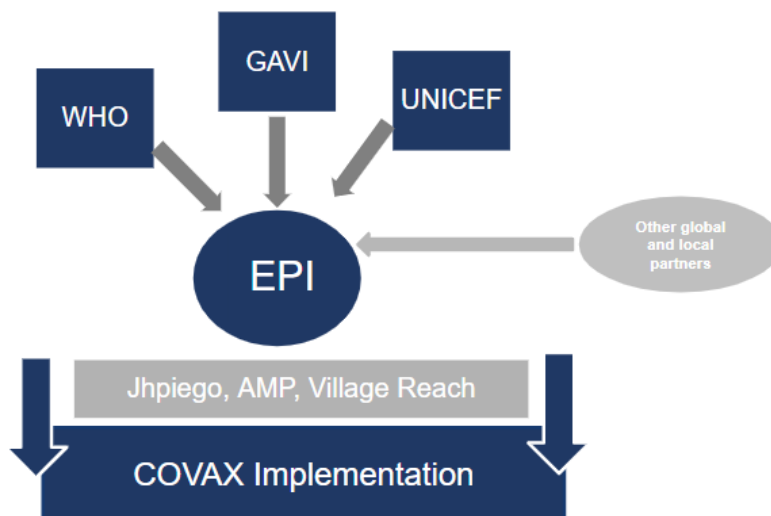 GAVI
WHO
UNICEF
Other global
and local
partners
EPI
Jhpiego, AMP, Village Reach
COVAX Implementation